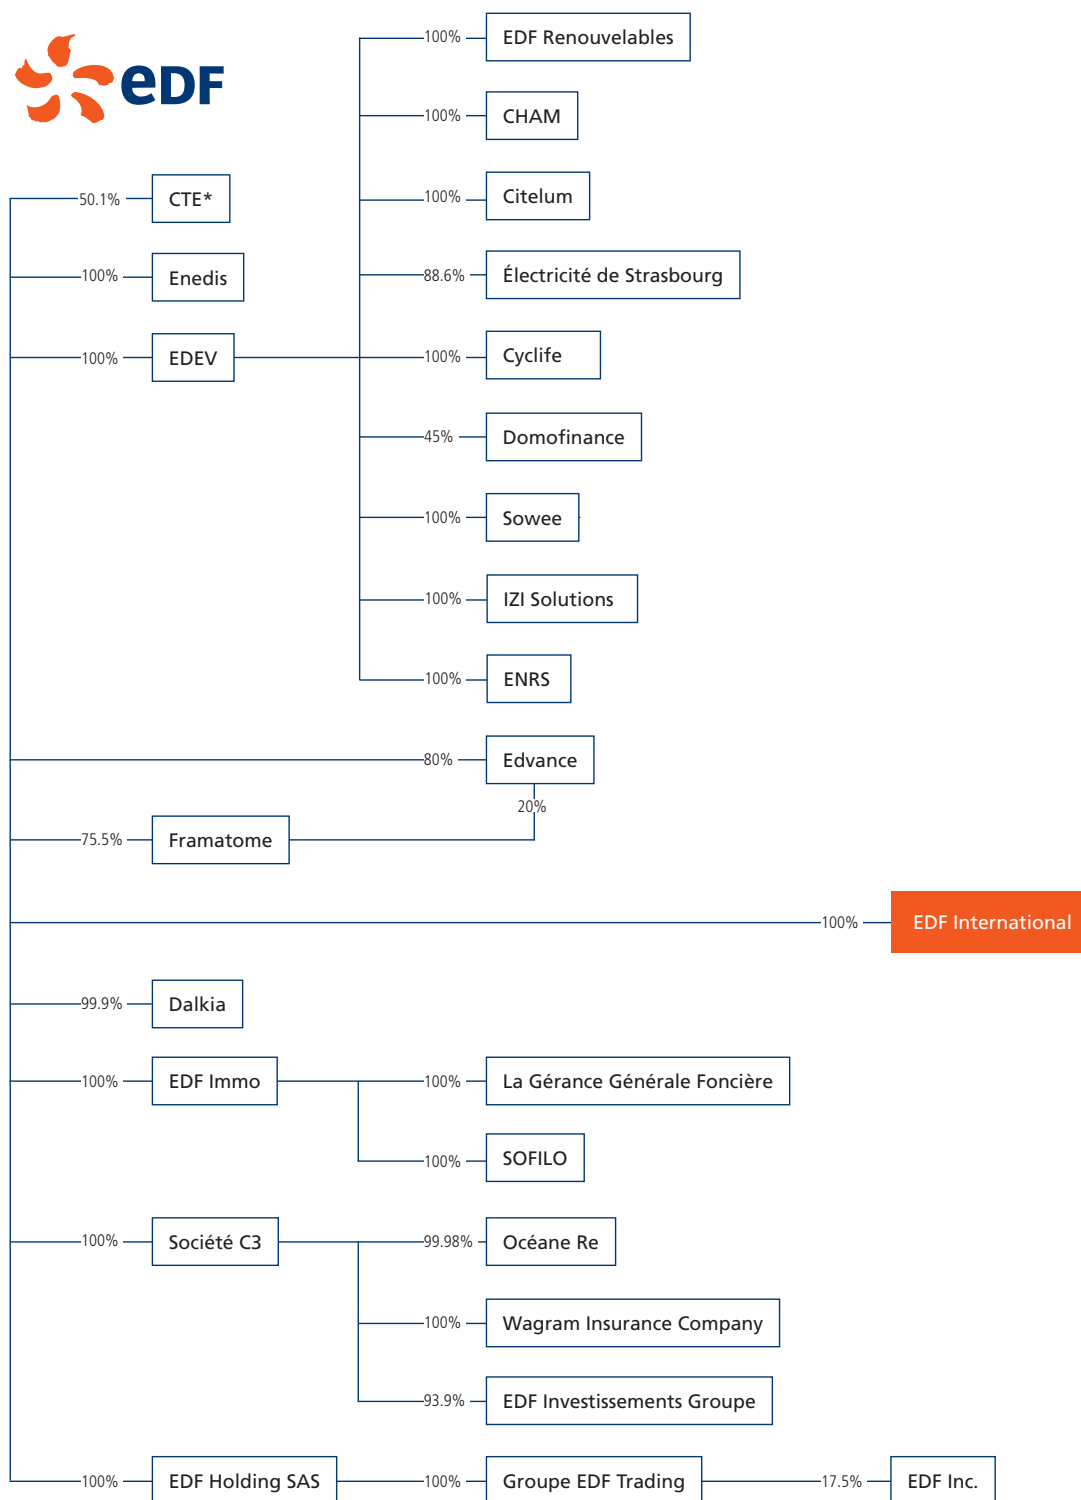 100% EDF Renouvelables
eDF
100% CHAM
50.1% CTE* 100% Citelum
100% Enedis 88.6% Électricité de Strasbourg
100% EDEV 100% Cyclife
45% Domofinance
100% Sowee
100% IZI Solutions
100% ENRS
80% Edvance
20%
75.5% Framatome
100% EDF International
99.9% Dalkia
100% EDF Immo 100% La Gérance Générale Foncière
100% SOFILO
100% Société C3 99.98% Océane Re
100% Wagram Insurance Company
93.9% EDF Investissements Groupe
100% EDF Holding SAS 100% Groupe EDF Trading 17.5% EDF Inc.